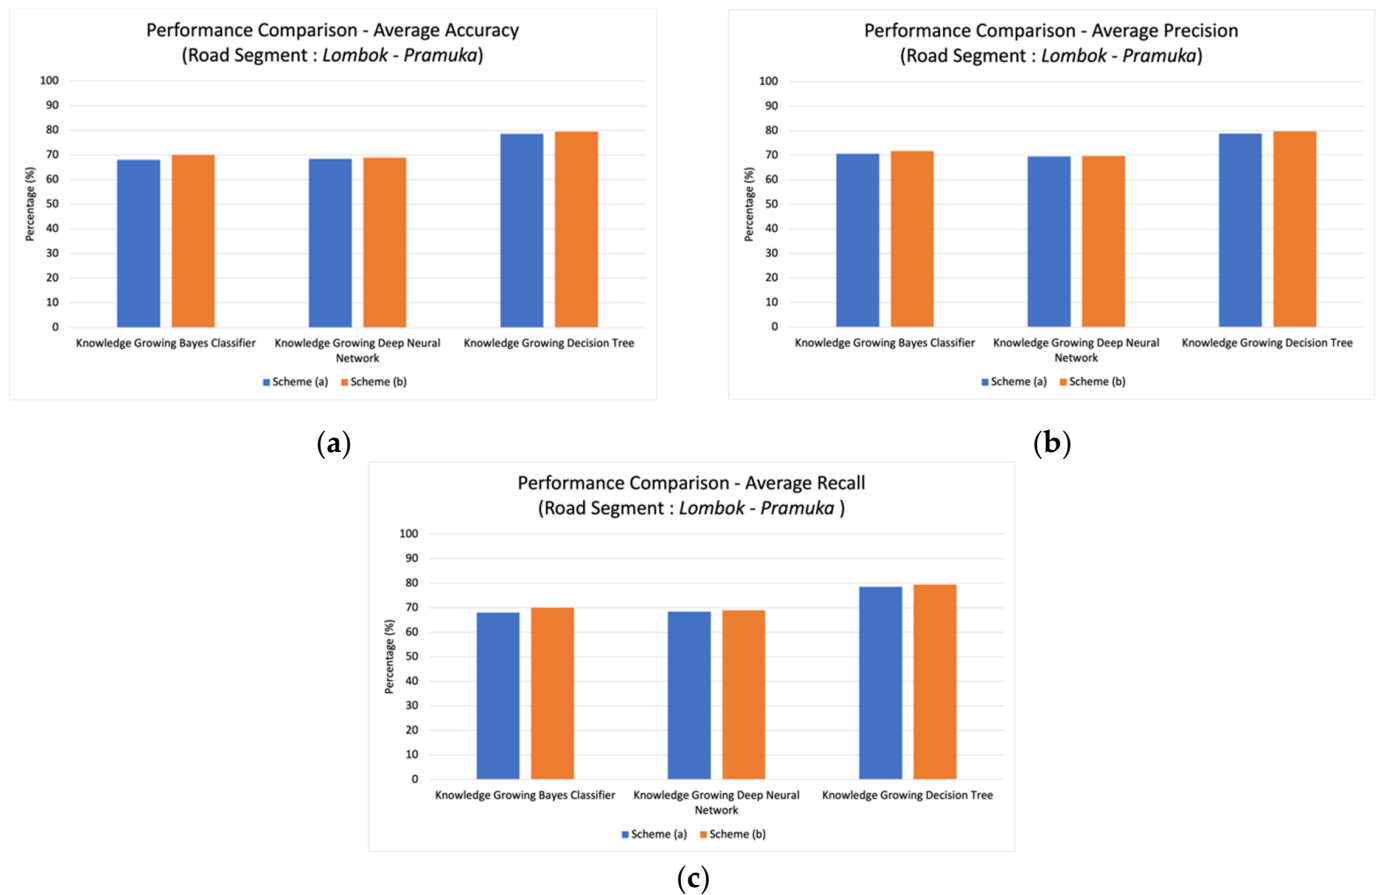 Performance Comparison - Average Accuracy
(Road Segment : Lombok - Pramuka)
Percentage (%)
100
90
80
70
60
50
40
30
20
10
0
Knowledge Growing Bayes Classifier
Knowledge Growing Deep Neural
Network
Knowledge Growing Decision Tree
Scheme (a)
Scheme (b)
(a)
Performance Comparison - Average Precision
(Road Segment : Lombok - Pramuka)
Percentage (%)
100
90
80
70
60
50
40
30
20
10
0
Knowledge Growing Bayes Classifier
Knowledge Growing Deep Neural
Network
Knowledge Growing Decision Tree
Scheme (a)
Scheme (b)
(b)
Performance Comparison - Average Recall
(Road Segment : Lombok - Pramuka )
Percentage (%)
100
90
80
70
60
50
40
30
20
10
0
Knowledge Growing Bayes Classifier
Knowledge Growing Deep Neural
Network
Knowledge Growing Decision Tree
Scheme (a)
Scheme (b)
(c)